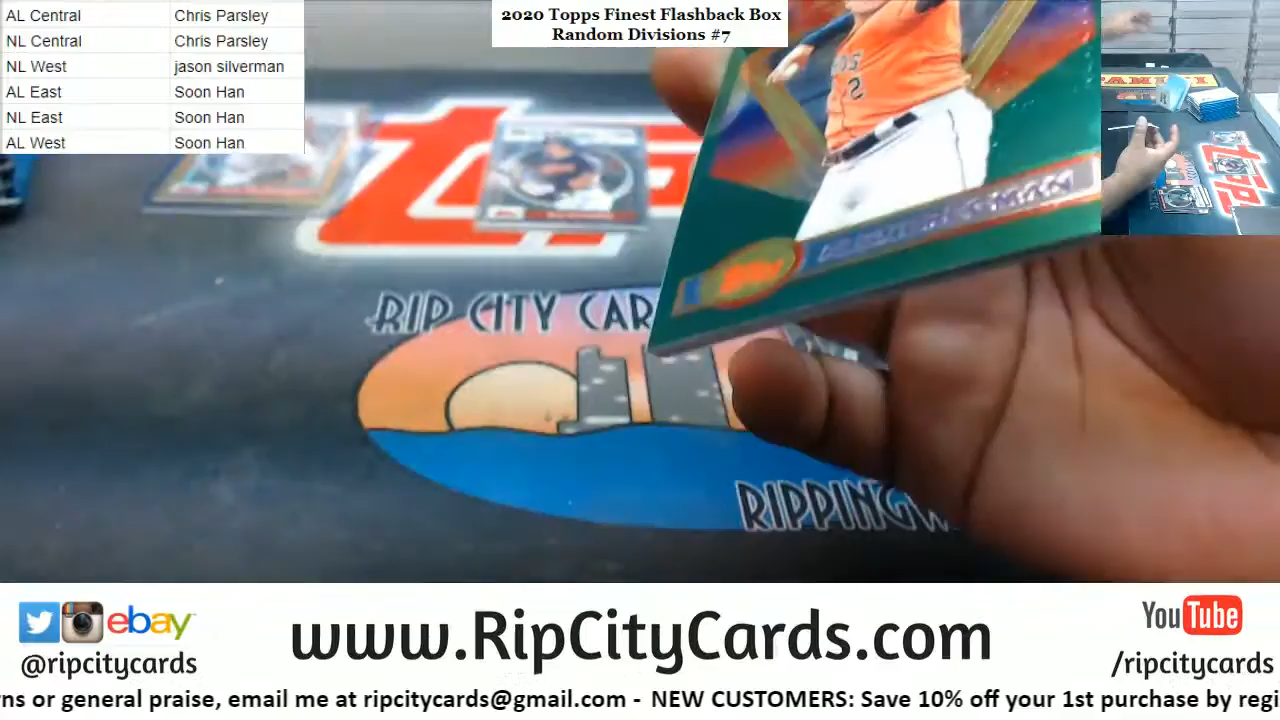 AL Central Chris Parsley
NL Central Chris Parsley
NL West jason silverman
AL East Soon Han
NL East Soon Han
AL West Soon Han
2020 Topps Finest Flashback Box
Random Divisions #7
2
PANINI
RIP CITY CAR
RIPPINGW
ebay
@ripcitycards
www.RipCityCards.com
YouTube
/ripcitycards
ns or general praise, email me at ripcitycards@gmail.com - NEW CUSTOMERS: Save 10% off your 1st purchase by regi